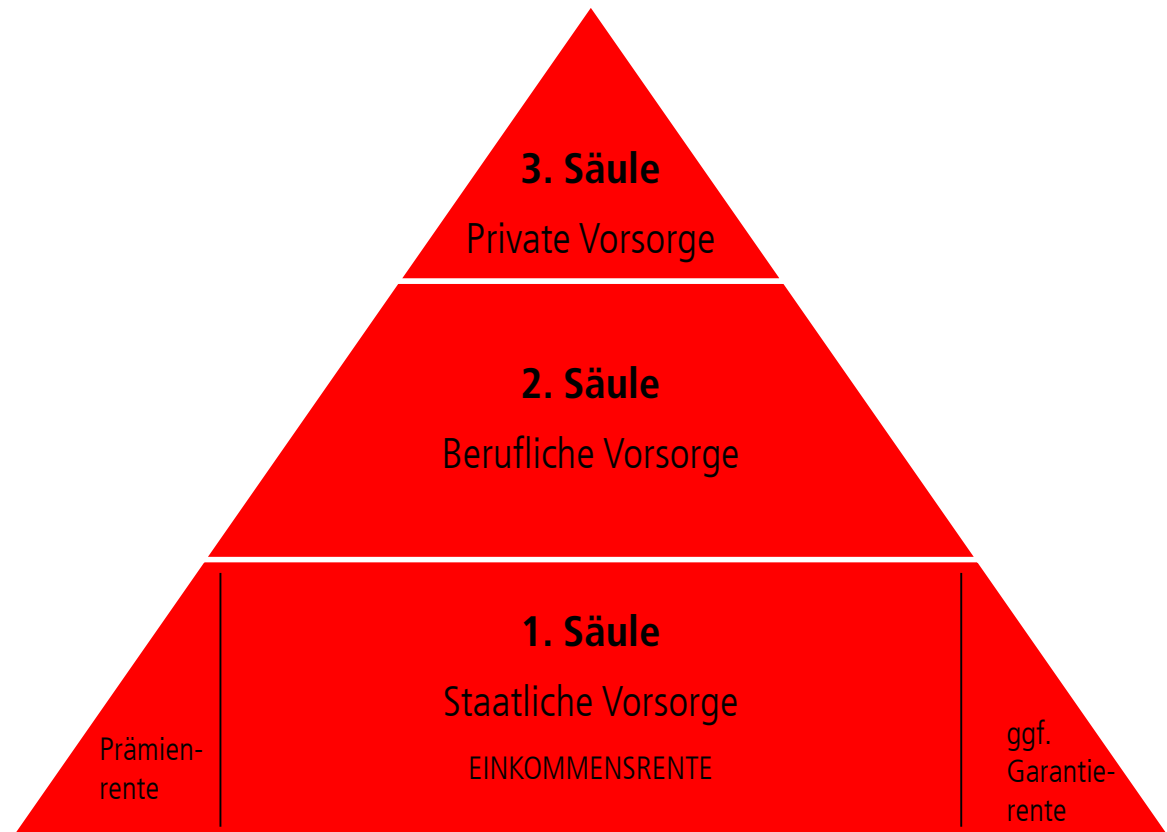 3. Säule
Private Vorsorge
2. Säule
Berufliche Vorsorge
1. Säule
Staatliche Vorsorge
EINKOMMENSRENTE
Prämien-
rente
ggf.
Garantie-
rente